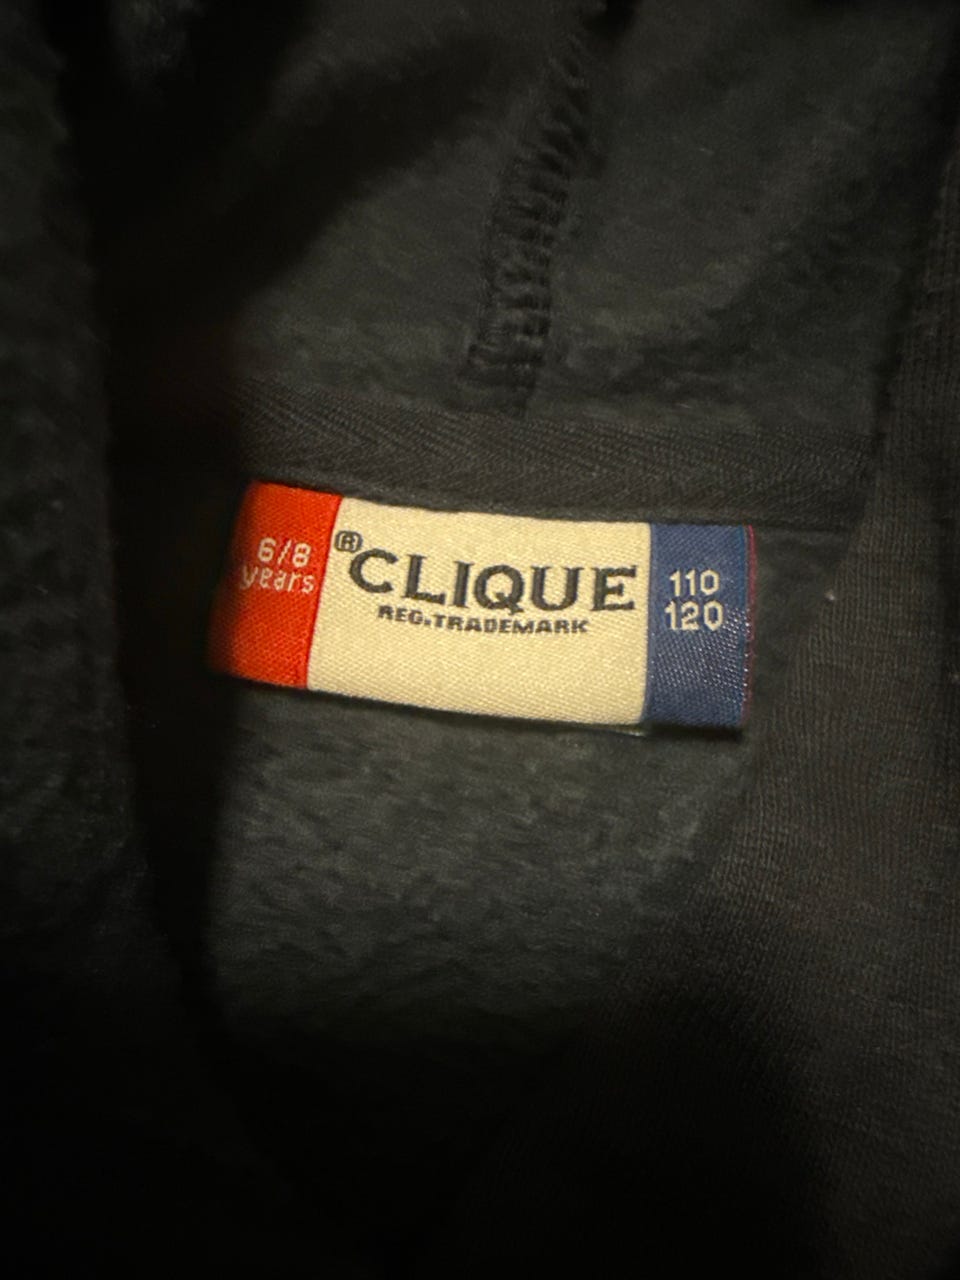 6/8
years
®CLIQUE
REG.TRADEMARK
110
120